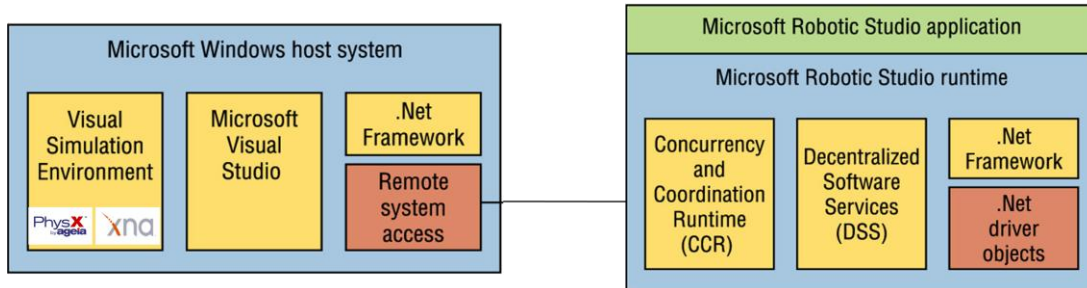 Microsoft Windows host system
Visual
Simulation
Environment
PhysX™
by ageia
xna
Microsoft
Visual
Studio
.Net
Framework
Remote
system
access
Microsoft Robotic Studio application
Microsoft Robotic Studio runtime
Concurrency
and
Coordination
Runtime
(CCR)
Decentralized
Software
Services
(DSS)
.Net
Framework
.Net
driver
objects